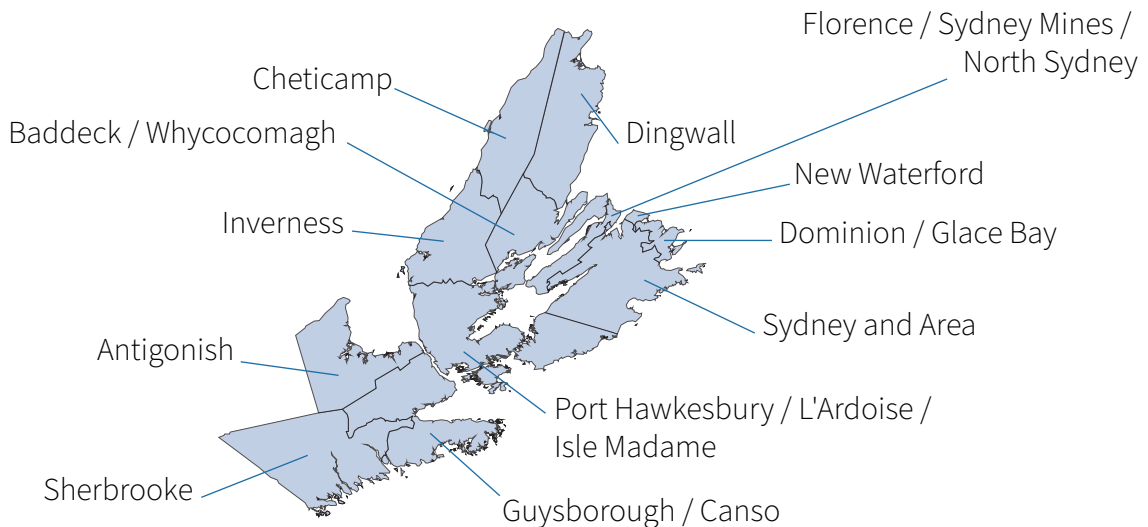 Florence / Sydney Mines /
North Sydney
Cheticamp
Baddeck / Whycocomagh
Dingwall
New Waterford
Inverness
Dominion / Glace Bay
Sydney and Area
Antigonish
Port Hawkesbury / L'Ardoise /
Isle Madame
Sherbrooke
Guysborough / Canso